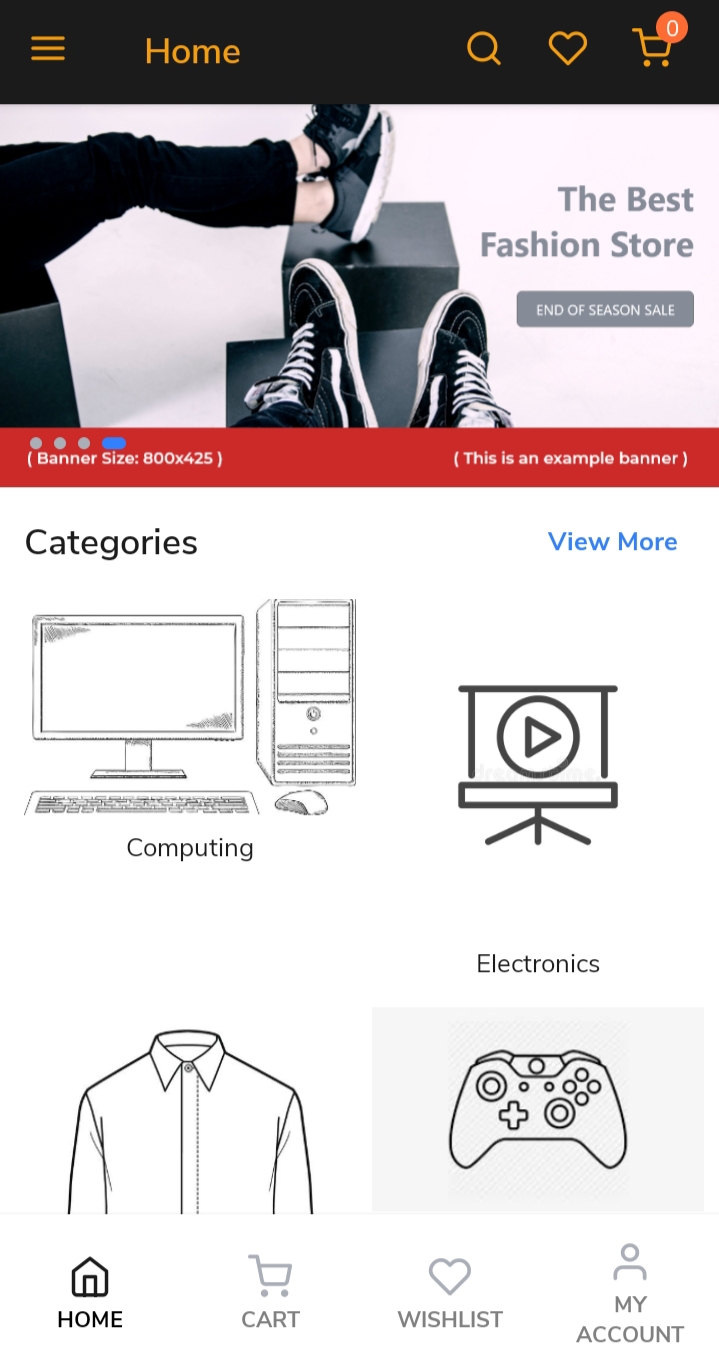 Home
0
The Best
Fashion Store
END OF SEASON SALE
( Banner Size: 800x425 )
( This is an example banner )
Categories
View More
Computing
Electronics
HOME
CART
WISHLIST
MY
ACCOUNT